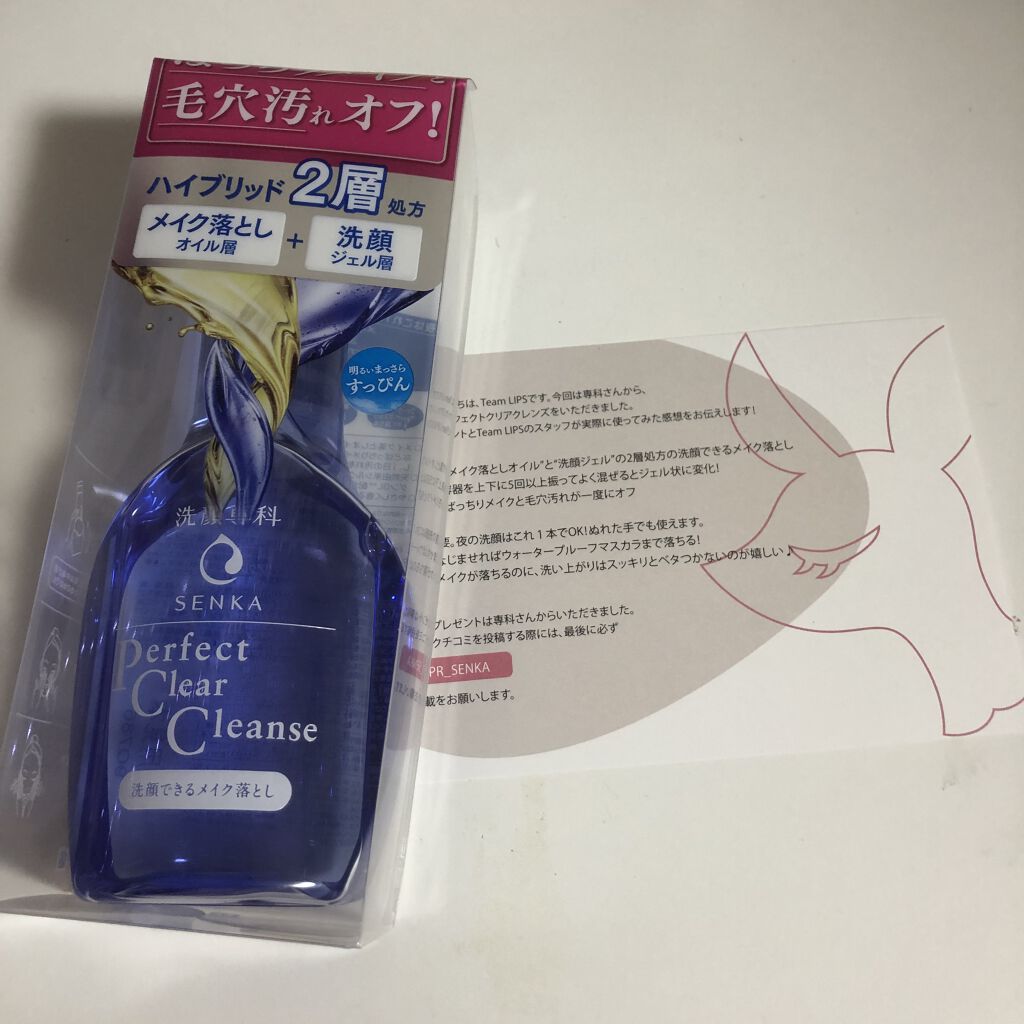 毛穴汚れオフ!
ハイブリッド2層処方
メイク落とし
オイル層
+
洗顔
ジェル層
明るいまっさら
すっぴん
洗顔専科
SENKA
Perfect
Clear
Cleanse
洗顔できるメイク落とし
は、Team LIPSです。今回は専科さんから、
フェクトクリアクレンズをいただきました。
ントとTeam LIPSのスタッフが実際に使ってみた感想をお伝えします!
メイク落としオイル"と"洗顔ジェル"の2層処方の洗顔できるメイク落とし
容器を上下に5回以上振ってよく混ぜるとジェル状に変化!
ばっちりメイクと毛穴汚れが一度にオフ
要。夜の洗顔はこれ1本でOK!ぬれた手でも使えます。
なじませればウォータープルーフマスカラまで落ちる!
メイクが落ちるのに、洗い上がりはスッキリとベタつかないのが嬉しい♪
プレゼントは専科さんからいただきました。
クチコミを投稿する際には、最後に必ず
PR_SENKA
載をお願いします。